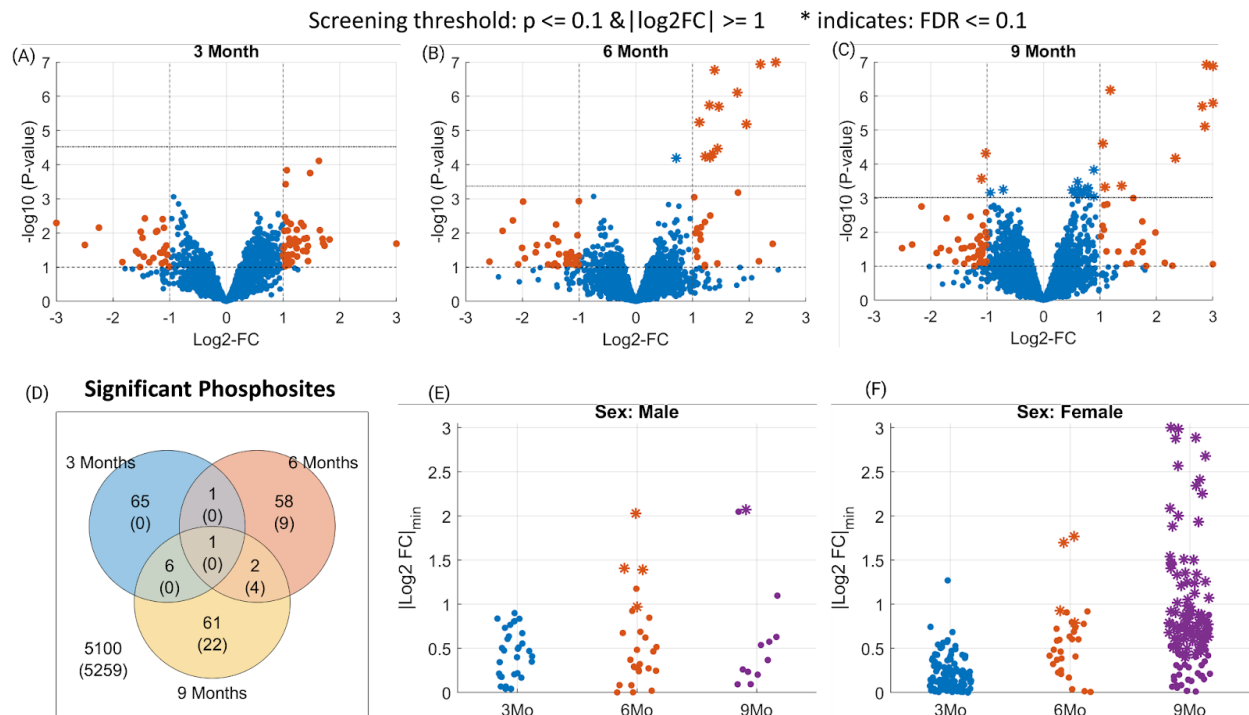 Screening threshold: p <= 0.1 &|log2FC| >= 1 * indicates: FDR <= 0.1
(A)
3 Month
7
6
5
4
3
2
1
0
-3 -2 -1 0 1 2 3
-log10 (P-value)
Log2-FC
(B)
6 Month
7
6
5
4
3
2
1
0
-3 -2 -1 0 1 2 3
-log10 (P-value)
Log2-FC
(C)
9 Month
7
6
5
4
3
2
1
0
-3 -2 -1 0 1 2 3
-log10 (P-value)
Log2-FC
(D)
Significant Phosphosites
3 Months
6 Months
65
(0)
1
(0)
58
(9)
1
(0)
6
(0)
2
(4)
61
(22)
5100
(5259)
9 Months
(E)
Sex: Male
3
2.5
2
1.5
1
0.5
0
|Log2 FC|min
3Mo 6Mo 9Mo
(F)
Sex: Female
3
2.5
2
1.5
1
0.5
0
|Log2 FC|min
3Mo 6Mo 9Mo